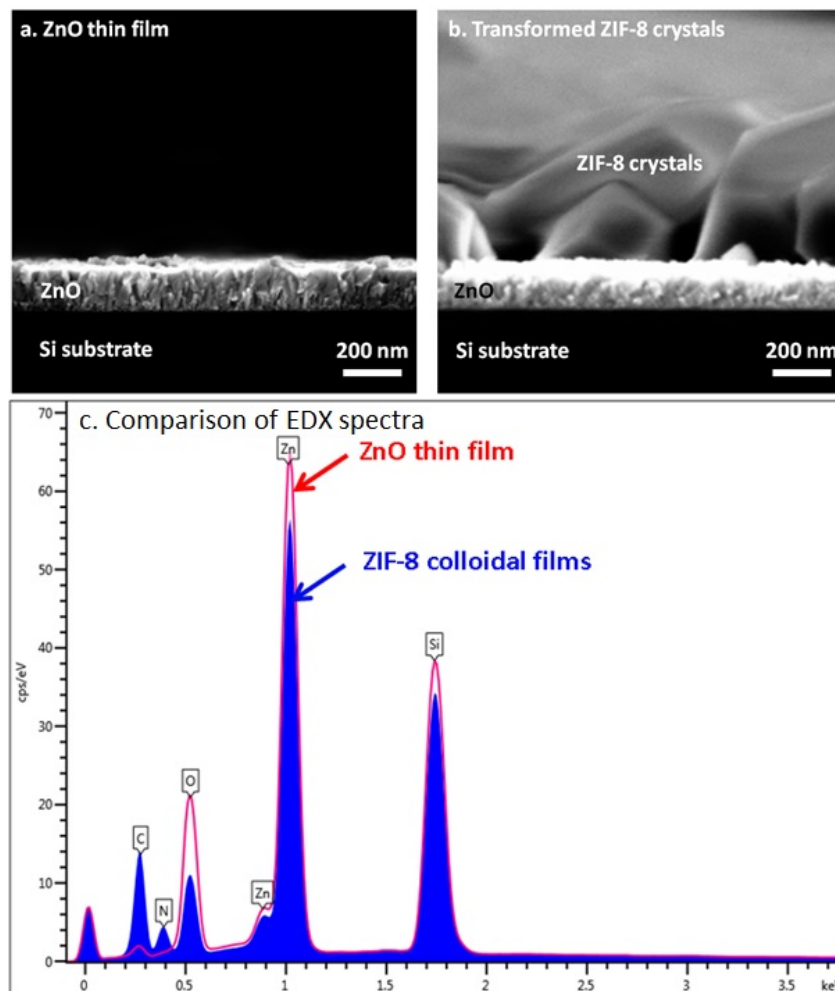 a. ZnO thin film
ZnO
Si substrate
200 nm
b. Transformed ZIF-8 crystals
ZIF-8 crystals
ZnO
Si substrate
200 nm
c. Comparison of EDX spectra
ZnO thin film
ZIF-8 colloidal films
cps/eV
70
60
50
40
30
20
10
0
C
N
O
Zn
Zn
Si
0
0.5
1
1.5
2
2.5
3
3.5
ke